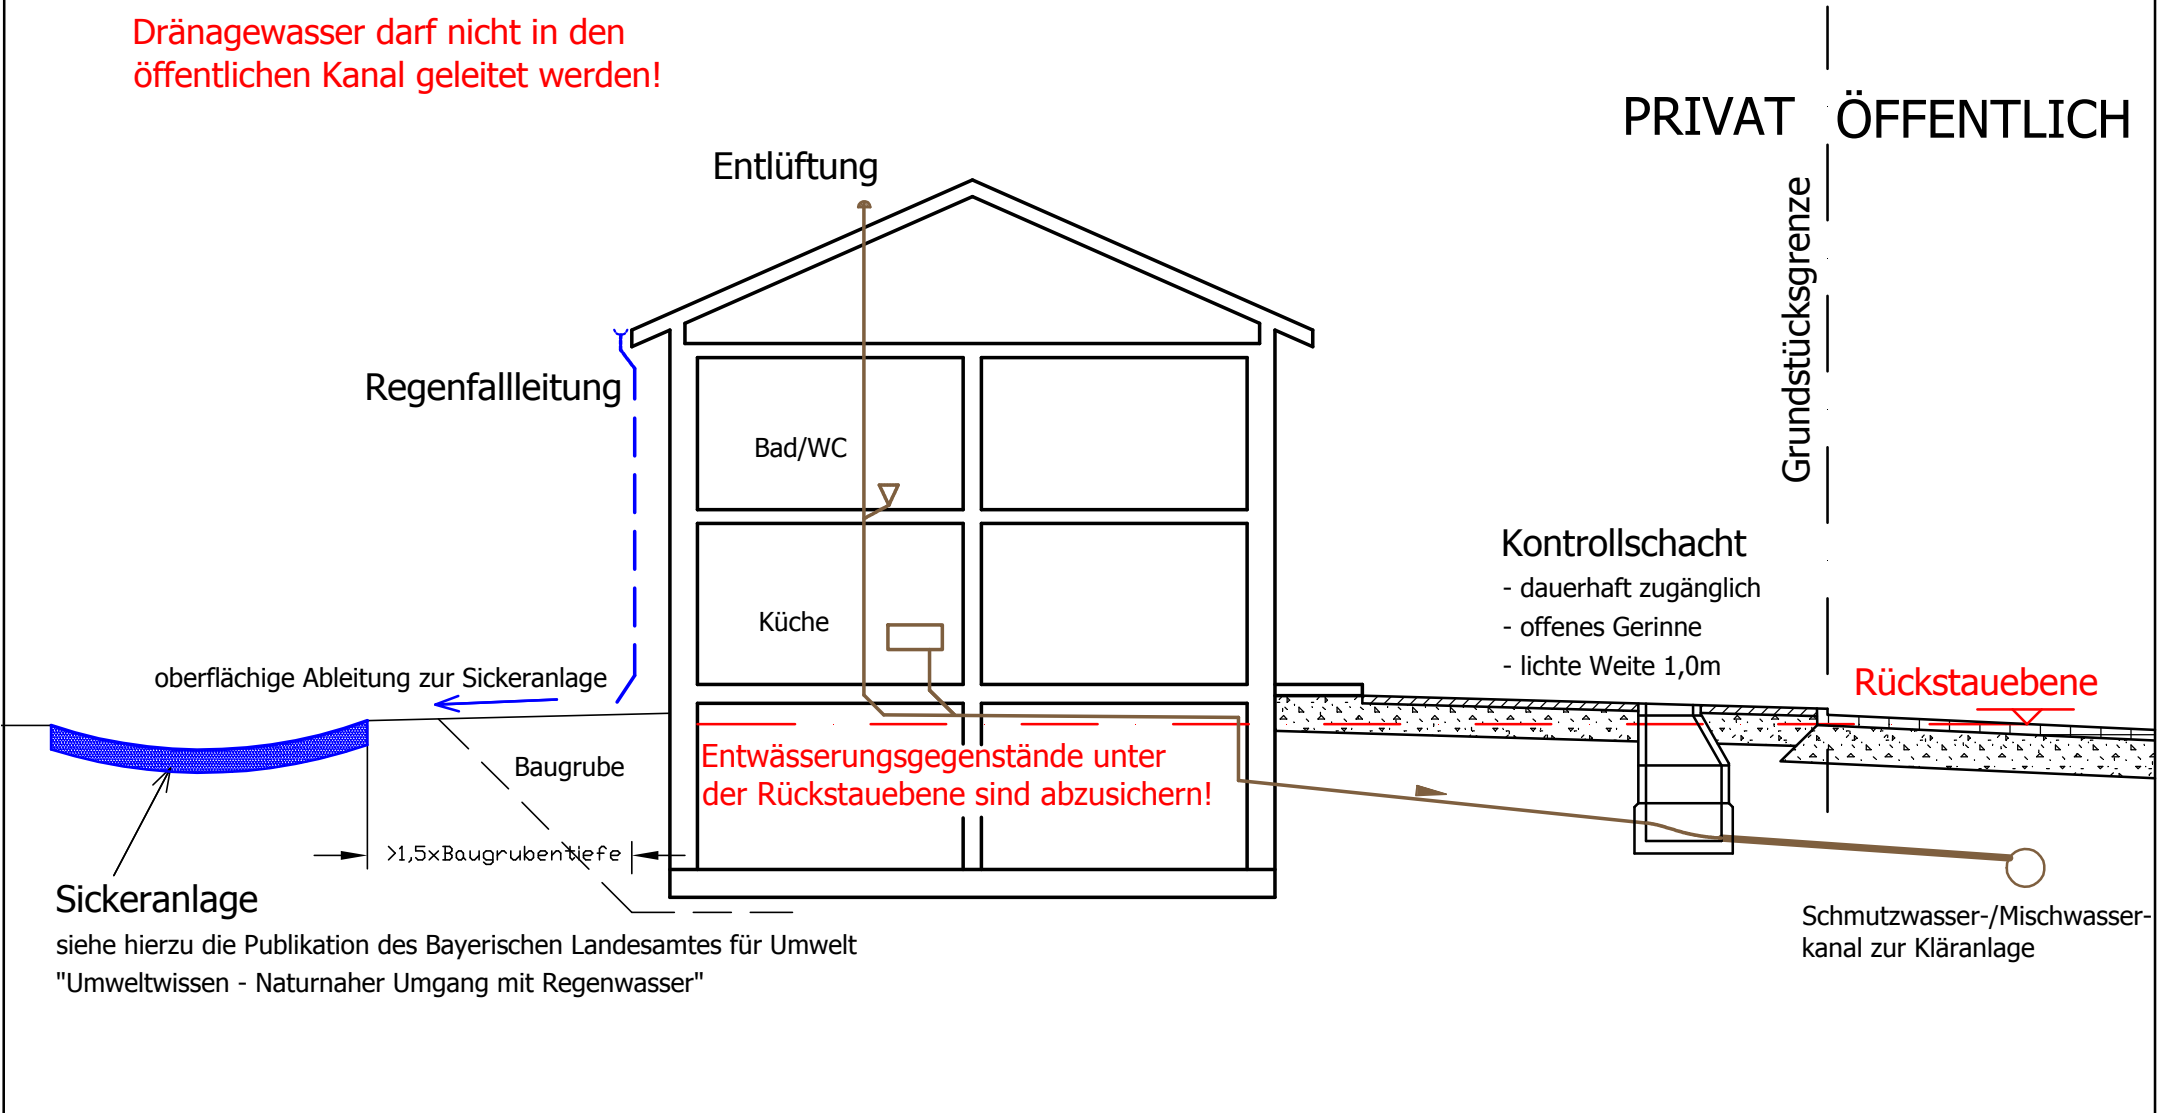 Dränagewasser darf nicht in den
öffentlichen Kanal geleitet werden!
PRIVAT
ÖFFENTLICH
Entlüftung
Grundstücksgrenze
Regenfallleitung
Bad/WC
Kontrollschacht
- dauerhaft zugänglich
- offenes Gerinne
- lichte Weite 1,0m
Küche
oberflächige Ableitung zur Sickeranlage
Rückstauebene
Entwässerungsgegenstände unter
der Rückstauebene sind abzusichern!
Baugrube
>1,5xBaugrubentiefe
Sickeranlage
siehe hierzu die Publikation des Bayerischen Landesamtes für Umwelt
"Umweltwissen - Naturnaher Umgang mit Regenwasser"
Schmutzwasser-/Mischwasser-
kanal zur Kläranlage